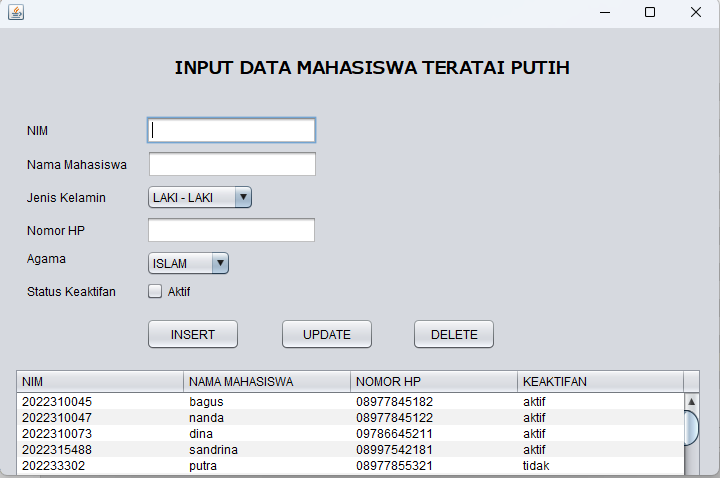 INPUT DATA MAHASISWA TERATAI PUTIH
NIM
Nama Mahasiswa
Jenis Kelamin LAKI - LAKI
Nomor HP
Agama ISLAM
Status Keaktifan Aktif
INSERT UPDATE DELETE
NIM NAMA MAHASISWA NOMOR HP KEAKTIFAN
2022310045 bagus 08977845182 aktif
2022310047 nanda 08977845122 aktif
2022310073 dina 09786645211 aktif
2022315488 sandrina 08997542181 aktif
202233302 putra 08977855321 tidak